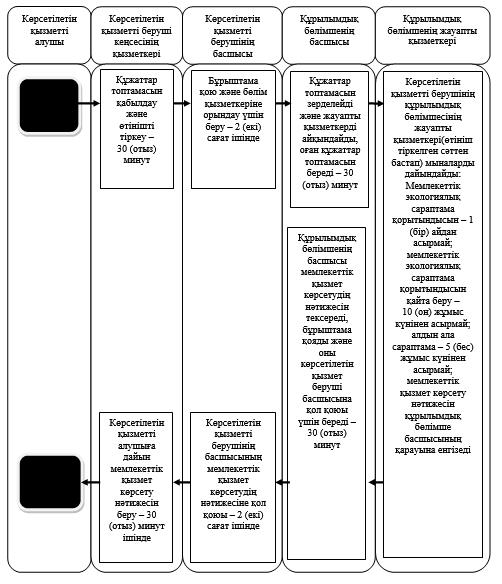 Көрсетілетін
қызметті
алушы
Көрсетілетін
қызметті беруші
кеңсесінің
қызметкері
Көрсетілетін
қызметті
берушінің
басшысы
Құрылымдық
бөлімшенің
басшысы
Құрылымдық
бөлімшенің жауапты
қызметкері
Құжаттар
топтамасын
қабылдау
және
өтінішті
тіркеу –
30 (отыз)
минут
Бұрыштама
қою және бөлім
қызметкеріне
орындау үшін
беру – 2 (екі)
сағат ішінде
Құжаттар
топтамасын
зерделейді
және жауапты
қызметкерді
айқындайды,
оған құжаттар
топтамасын
береді – 30
(отыз) минут
Көрсетілетін
қызметті берушінің
құрылымдық
бөлімшесінің
жауапты
қызметкері(өтініш
тіркелген сәттен
бастап) мыналарды
дайындайды:
Мемлекеттік
экологиялық
сараптама
қорытындысын – 1
(бір) айдан
асырмай;
мемлекеттік
экологиялық
сараптама
қорытындысын
қайта беру –
10 (он) жұмыс
күнінен асырмай;
алдын ала
сараптама – 5 (бес)
жұмыс күнінен
асырмай;
мемлекеттік
қызмет көрсету
нәтижесін
құрылымдық
бөлімше
басшысының
қарауына енгізеді
Құрылымдық
бөлімшенің
басшысы
мемлекеттік
қызмет
көрсетудің
нәтижесін
тексереді,
бұрыштама
қояды және
оны
көрсетілетін
қызмет
беруші
басшысына
қол қоюы
үшін береді –
30 (отыз)
минут
Көрсетілетін
қызметті
берушінің
басшысының
мемлекеттік
қызмет
көрсетудің
нәтижесіне қол
қоюы – 2 (екі)
сағат ішінде
Көрсетілетін
қызметті
алушыға
дайын
мемлекеттік
қызмет
көрсету
нәтижесін
беру – 30
(отыз) минут
ішінде